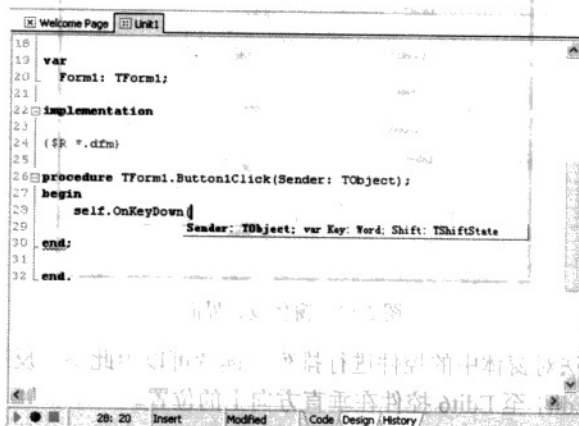 Welcome Page Unit1
18
19 var
20 Form1: TForm1;
21
22 implementation
23
24 {$R *.dfm}
25
26 procedure TForm1.Button1Click(Sender: TObject);
27 begin
28 self.OnKeyDown(
Sender: TObject; var Key: Word; Shift: TShiftState
29
30 end;
31
32 end.
28: 20 Insert Modified Code Design History